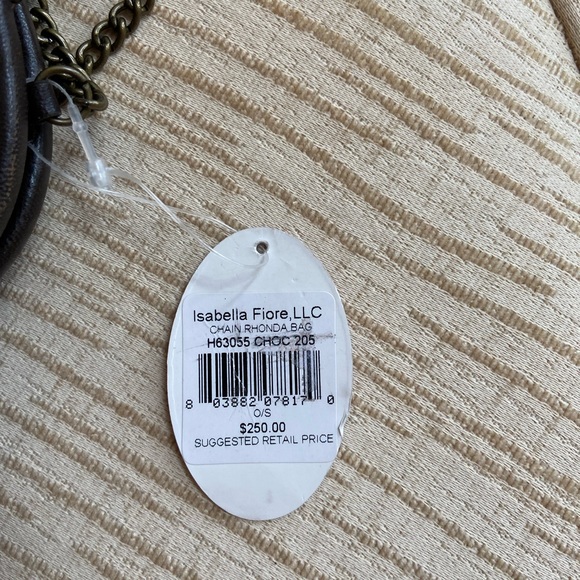 Isabella Fiore,LLC
CHAIN RHONDA BAG
H63055 CHOC 205
8 03882 07817 0
O/S
$250.00
SUGGESTED RETAIL PRICE